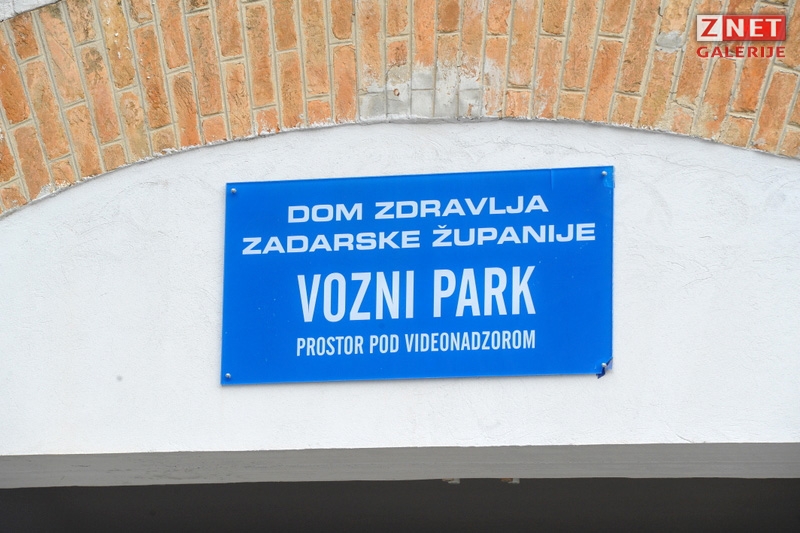 ZNET
GALERIJE
DOM ZDRAVLJA
ZADARSKE ŽUPANIJE
VOZNI PARK
PROSTOR POD VIDEONADZOROM